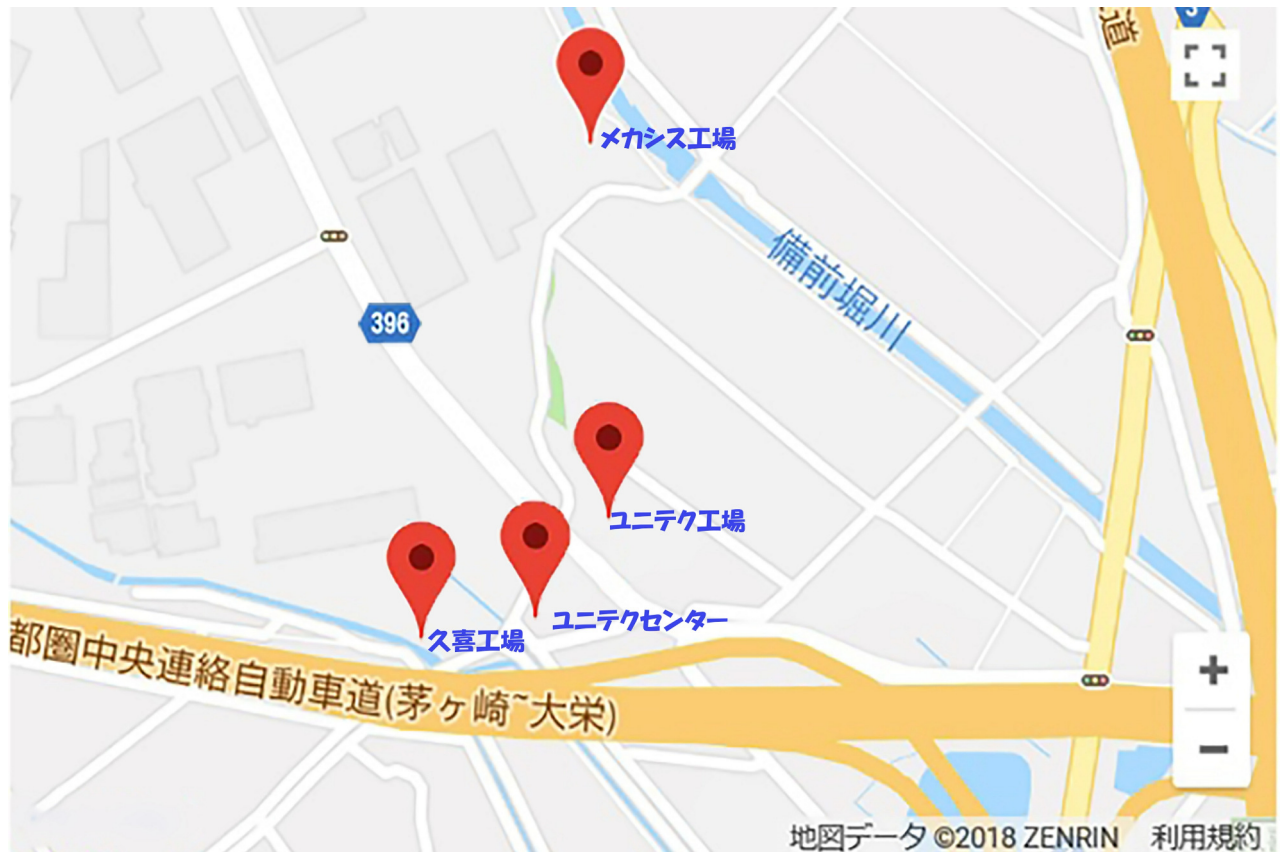 道
3
メカシス工場
備前堀川
396
ユニテク工場
ユニテクセンター
久喜工場
都圏中央連絡自動車道(茅ヶ崎~大栄)
地図データ ©2018 ZENRIN 利用規約